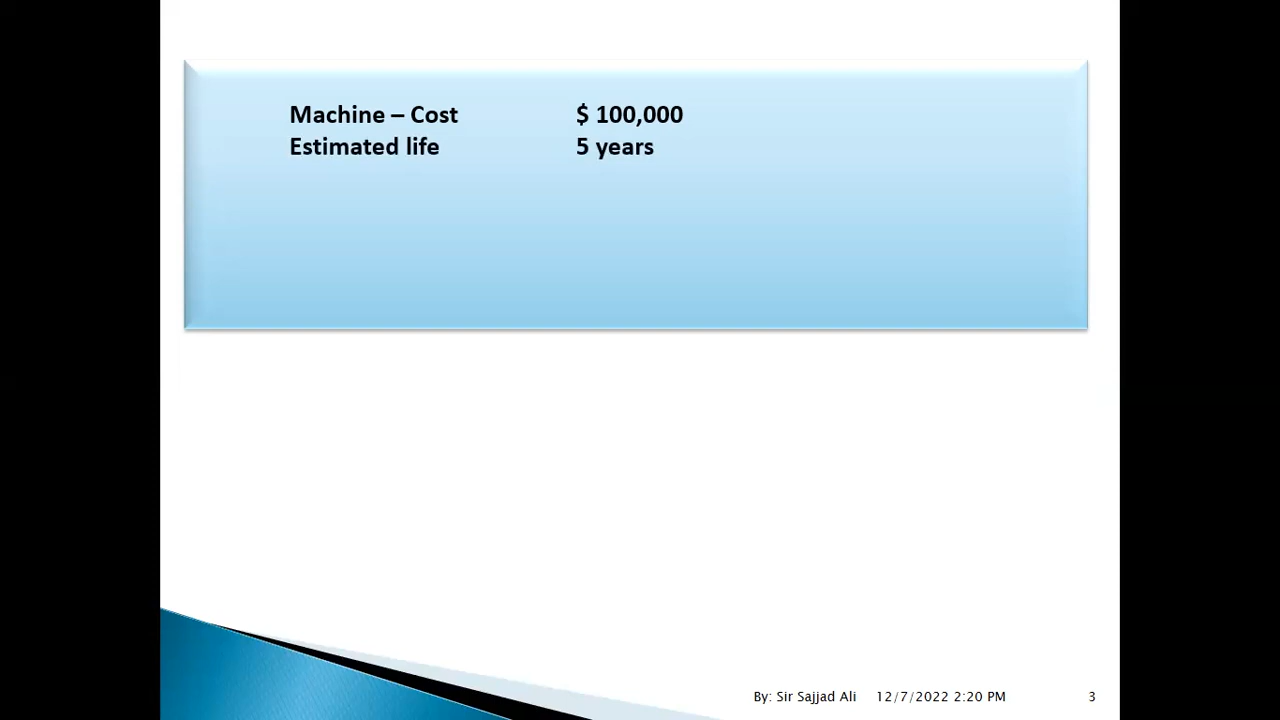 Machine – Cost $ 100,000
Estimated life 5 years
By: Sir Sajjad Ali 12/7/2022 2:20 PM 3